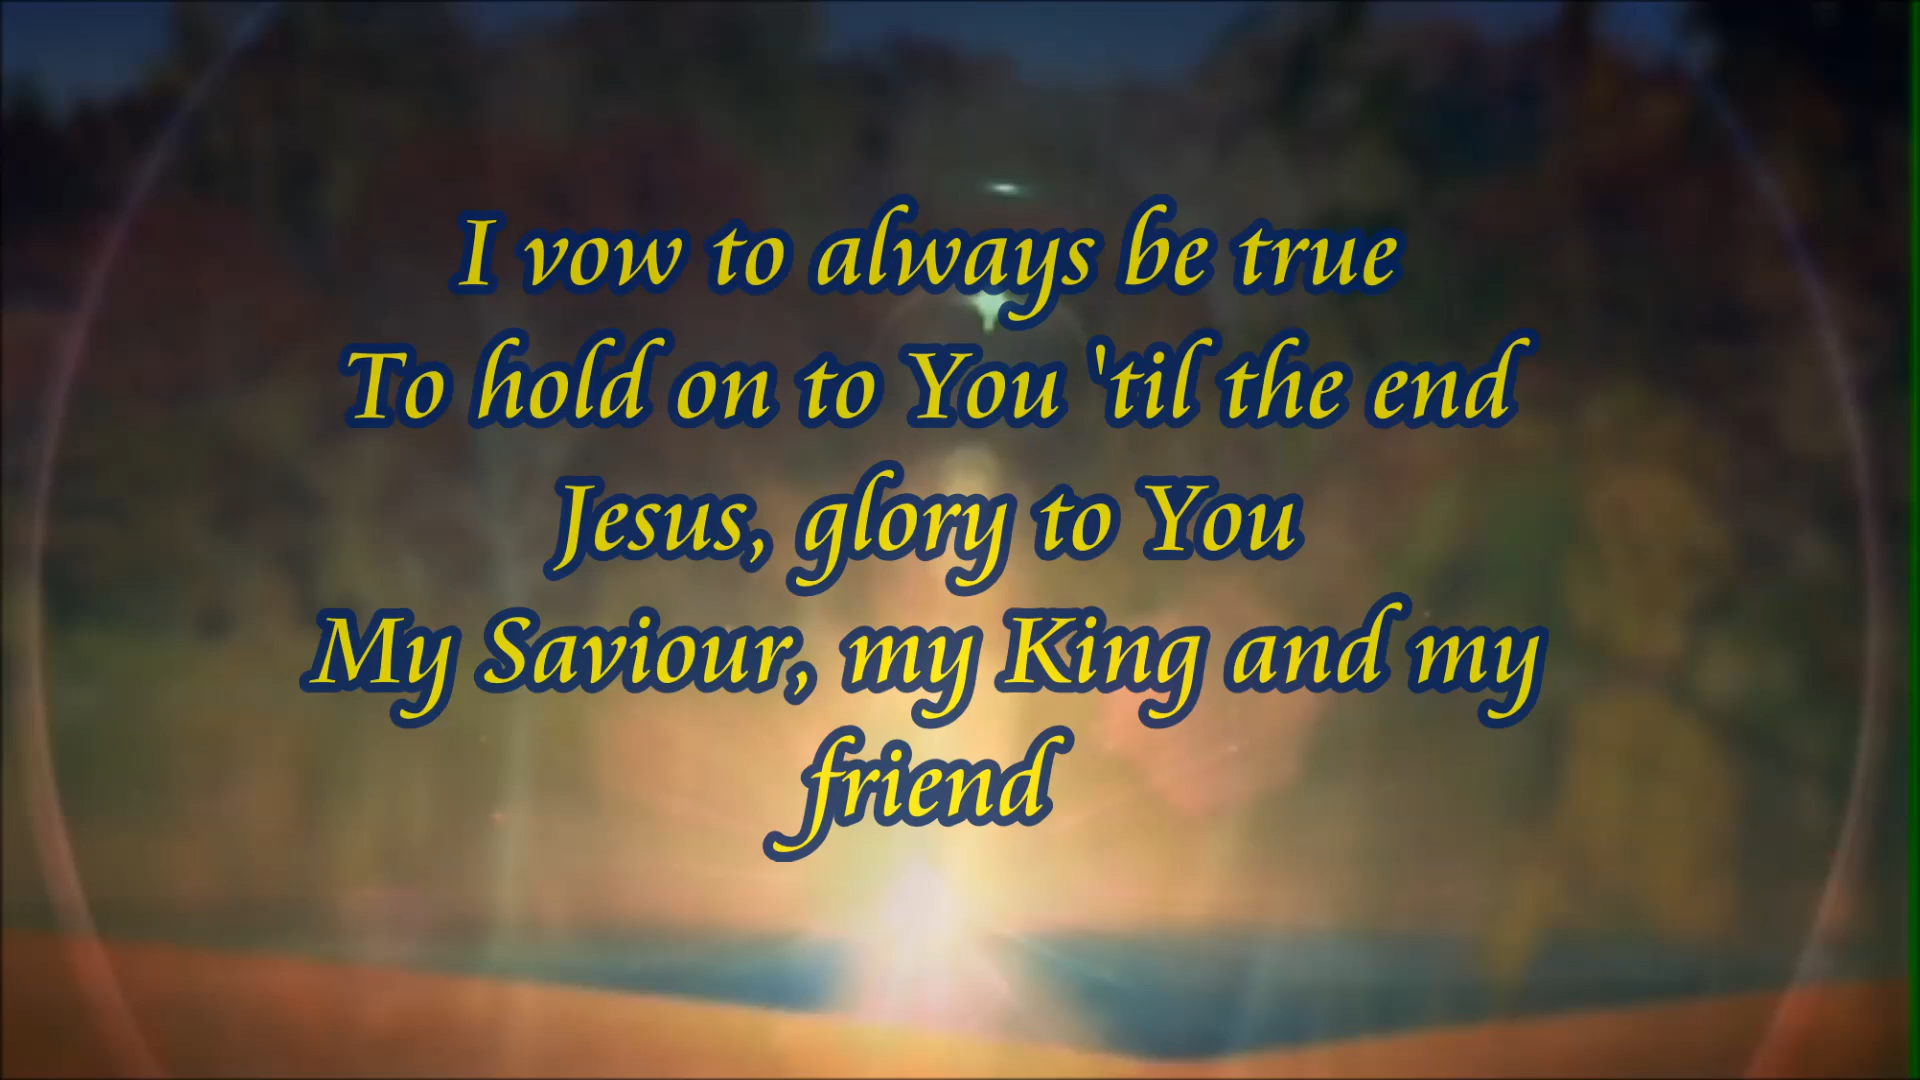 I vow to always be true
To hold on to You 'til the end
Jesus, glory to You
My Saviour, my King and my
friend